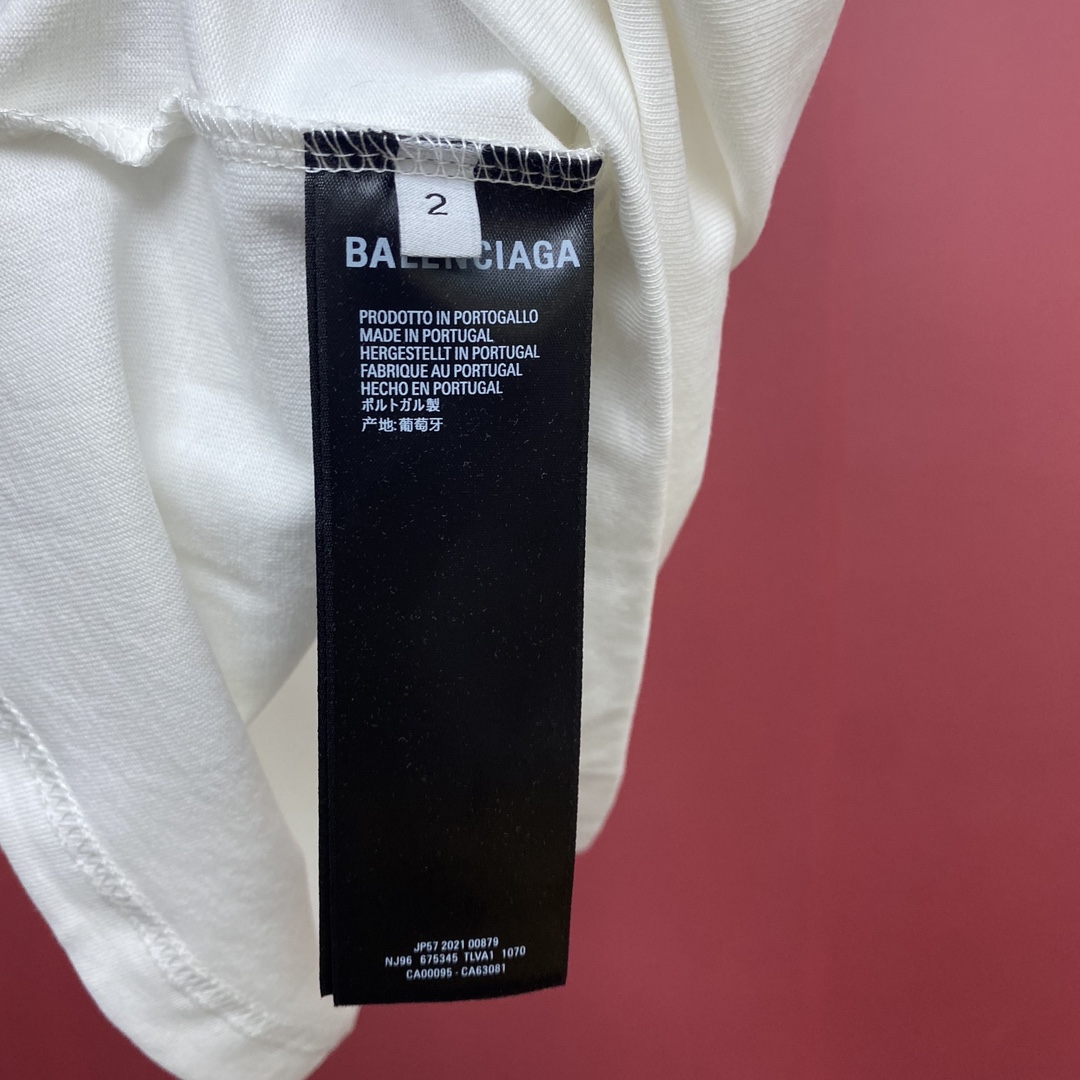 2
BALENCIAGA
PRODOTTO IN PORTOGALLO
MADE IN PORTUGAL
HERGESTELLT IN PORTUGAL
FABRIQUE AU PORTUGAL
HECHO EN PORTUGAL
ポルトガル製
产地:葡萄牙
JP57 2021 00879
NJ96 675345 TLVA1 1070
CA00095 - CA63081